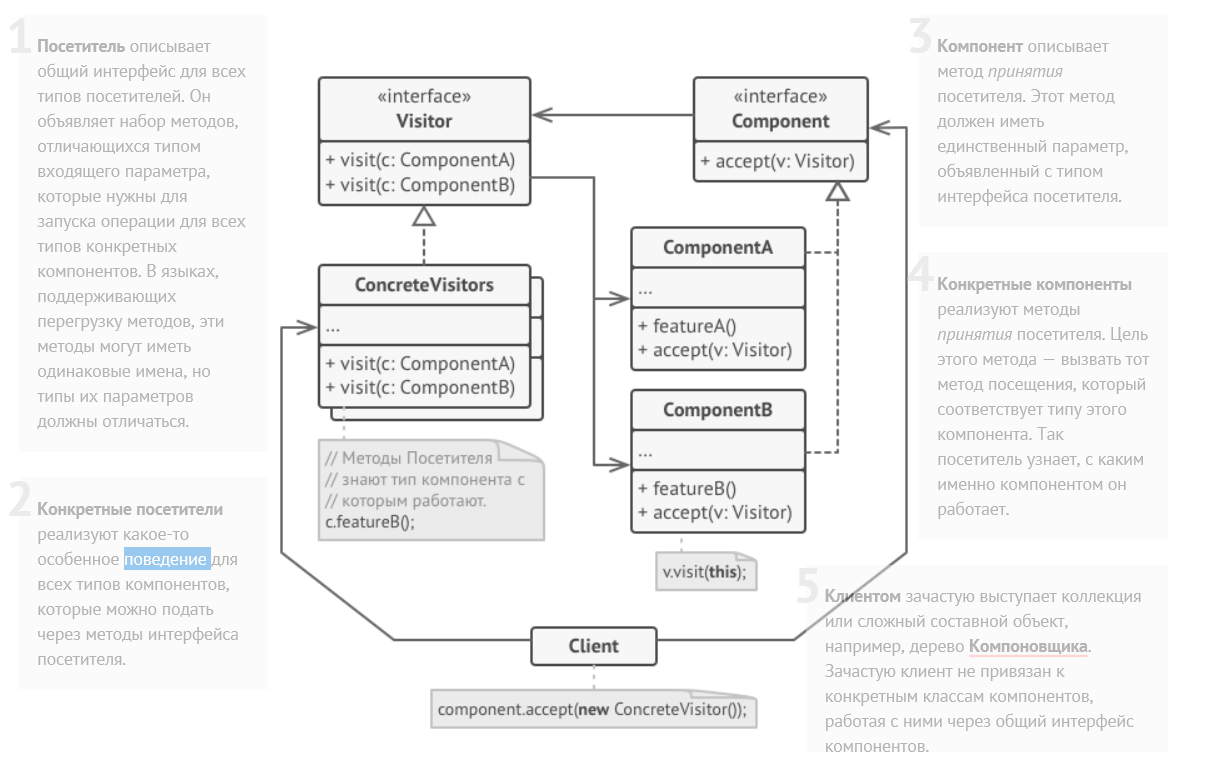 1
Посетитель описывает
общий интерфейс для всех
типов посетителей. Он
объявляет набор методов,
отличающихся типом
входящего параметра,
которые нужны для
запуска операции для всех
типов конкретных
компонентов. В языках,
поддерживающих
перегрузку методов, эти
методы могут иметь
одинаковые имена, но
типы их параметров
должны отличаться.
2
Конкретные посетители
реализуют какое-то
особенное поведение для
всех типов компонентов,
которые можно подать
через методы интерфейса
посетителя.
«interface»
Visitor
+ visit(c: ComponentA)
+ visit(c: ComponentB)
ConcreteVisitors
...
+ visit(c: ComponentA)
+ visit(c: ComponentB)
// Методы Посетителя
// знают тип компонента с
// которым работают.
c.featureB();
«interface»
Component
+ accept(v: Visitor)
ComponentA
...
+ featureA()
+ accept(v: Visitor)
ComponentB
...
+ featureB()
+ accept(v: Visitor)
v.visit(this);
Client
component.accept(new ConcreteVisitor());
3
Компонент описывает
метод принятия
посетителя. Этот метод
должен иметь
единственный параметр,
объявленный с типом
интерфейса посетителя.
4
Конкретные компоненты
реализуют методы
принятия посетителя. Цель
этого метода — вызвать тот
метод посещения, который
соответствует типу этого
компонента. Так
посетитель узнает, с каким
именно компонентом он
работает.
5
Клиентом зачастую выступает коллекция
или сложный составной объект,
например, дерево Компоновщика.
Зачастую клиент не привязан к
конкретным классам компонентов,
работая с ними через общий интерфейс
компонентов.